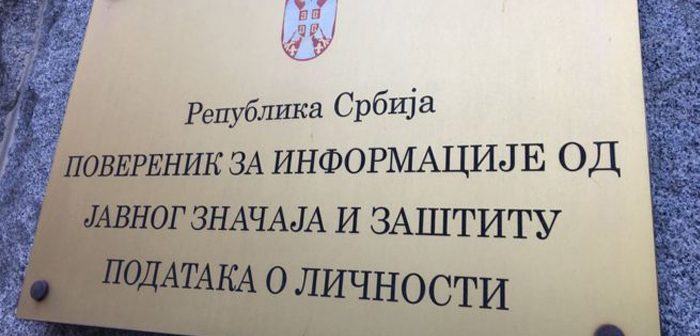 Република Србија
ПОВЕРЕНИК ЗА ИНФОРМАЦИЈЕ ОД
ЈАВНОГ ЗНАЧАЈА И ЗАШТИТУ
ПОДАТАКА О ЛИЧНОСТИ